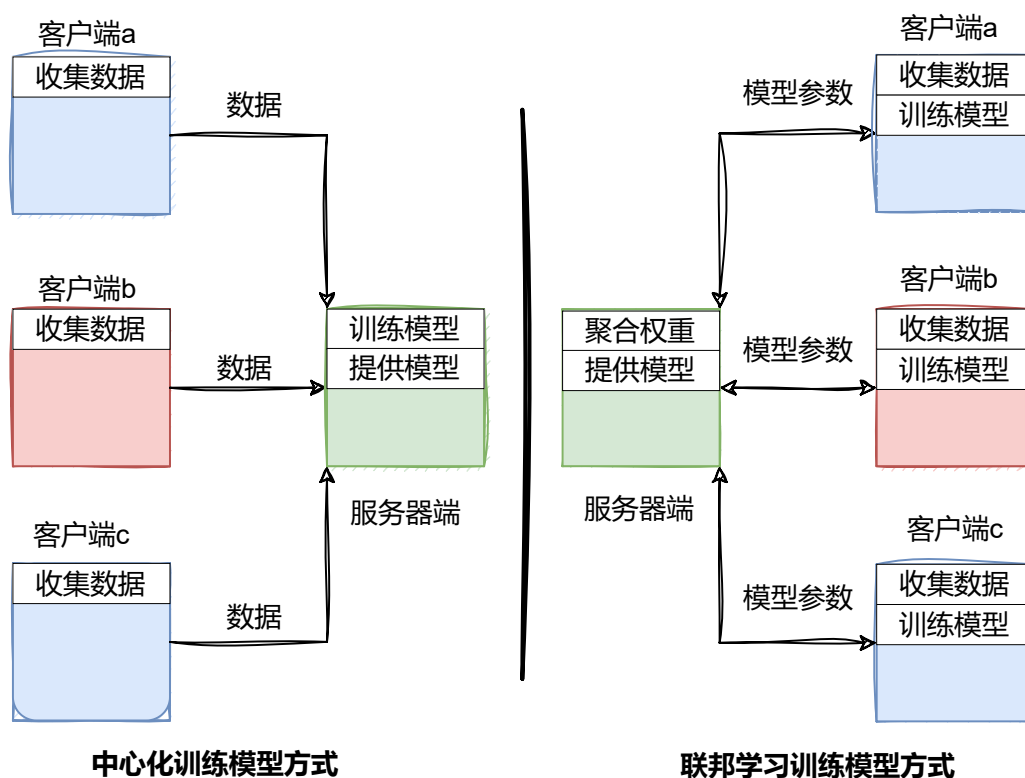 客户端a
收集数据
数据
客户端b
收集数据
数据
客户端c
收集数据
数据
训练模型
提供模型
服务器端
中心化训练模型方式
聚合权重
提供模型
服务器端
模型参数
客户端a
收集数据
训练模型
模型参数
客户端b
收集数据
训练模型
模型参数
客户端c
收集数据
训练模型
联邦学习训练模型方式